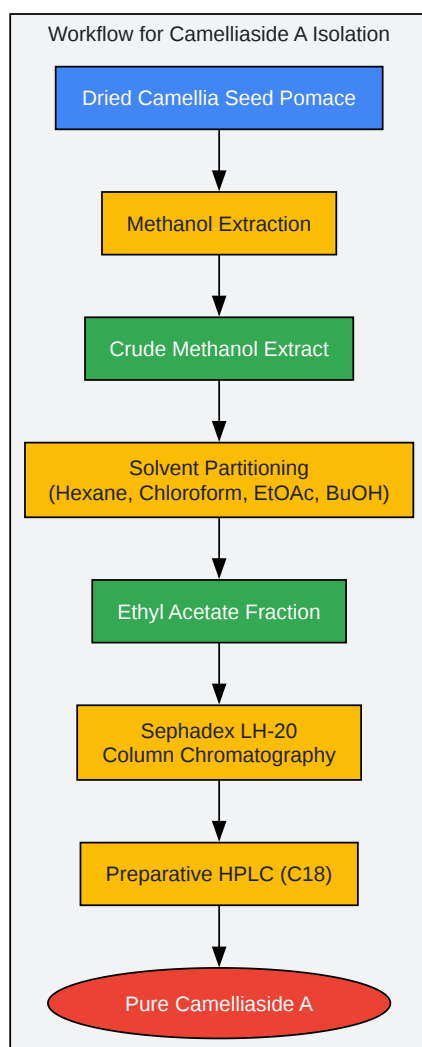 Workflow for Camelliaside A Isolation
Dried Camellia Seed Pomace
Methanol Extraction
Crude Methanol Extract
Solvent Partitioning
(Hexane, Chloroform, EtOAc, BuOH)
Ethyl Acetate Fraction
Sephadex LH-20
Column Chromatography
Preparative HPLC (C18)
Pure Camelliaside A